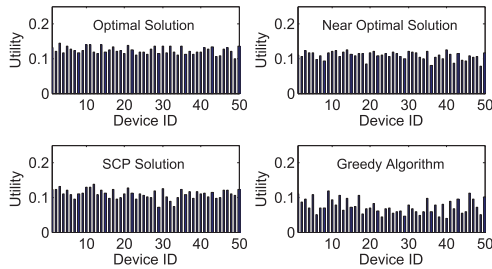 Optimal Solution
0.2
0.1
0
Utility
10 20 30 40 50
Device ID
Near Optimal Solution
0.2
0.1
0
Utility
10 20 30 40 50
Device ID
SCP Solution
0.2
0.1
0
Utility
10 20 30 40 50
Device ID
Greedy Algorithm
0.2
0.1
0
Utility
10 20 30 40 50
Device ID